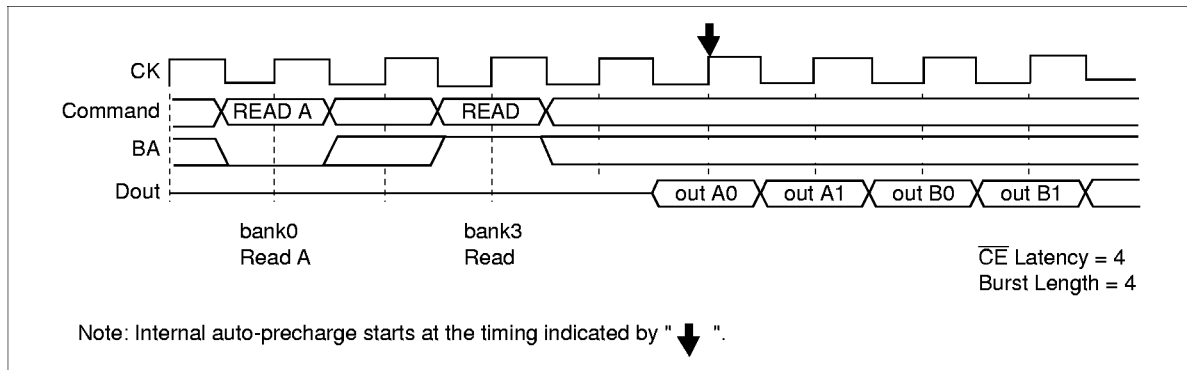 CK
Command READ A READ
BA
Dout out A0 out A1 out B0 out B1
bank0 bank3
Read A Read
CE Latency = 4
Burst Length = 4
Note: Internal auto-precharge starts at the timing indicated by " ".